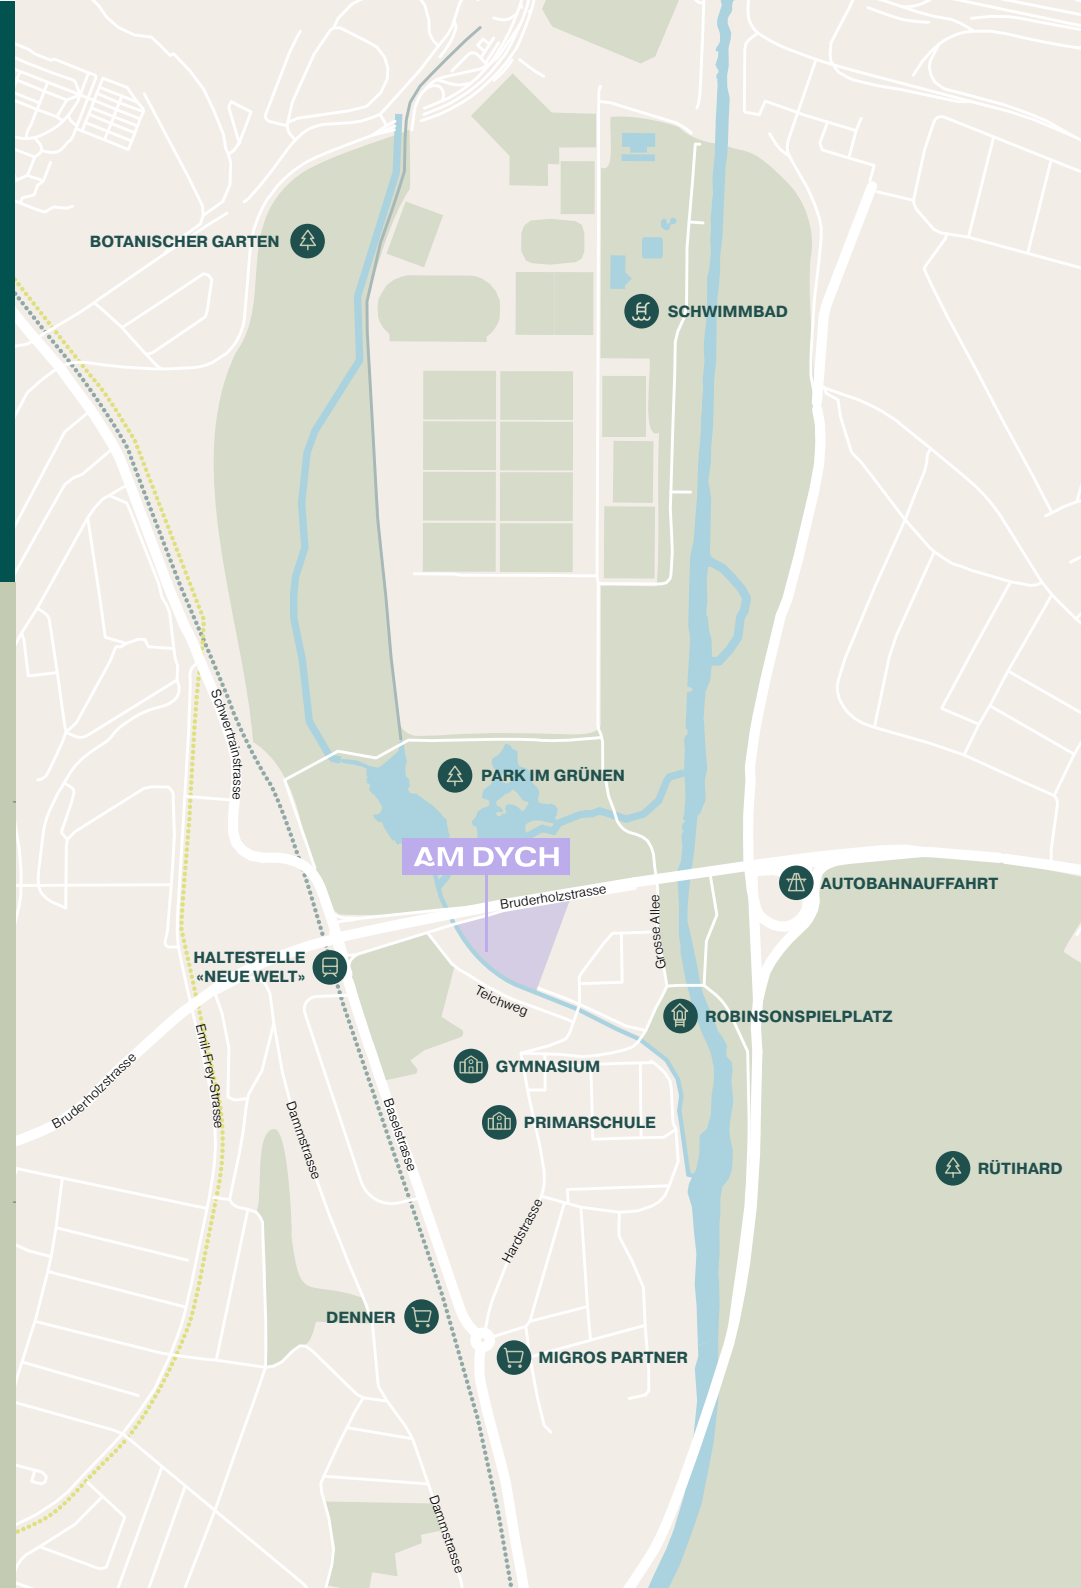 BOTANISCHER GARTEN
SCHWIMMBAD
Schwertrainstrasse
PARK IM GRÜNEN
AM DYCH
Bruderholzstrasse
AUTOBAHNAUFFAHRT
Grosse Allee
HALTESTELLE
«NEUE WELT»
Teichweg
ROBINSONSPIELPLATZ
Emil-Frey-Strasse
GYMNASIUM
Bruderholzstrasse
Dammstrasse
Baselstrasse
PRIMARSCHULE
RÜTIHARD
Hardstrasse
DENNER
MIGROS PARTNER
Dammstrasse